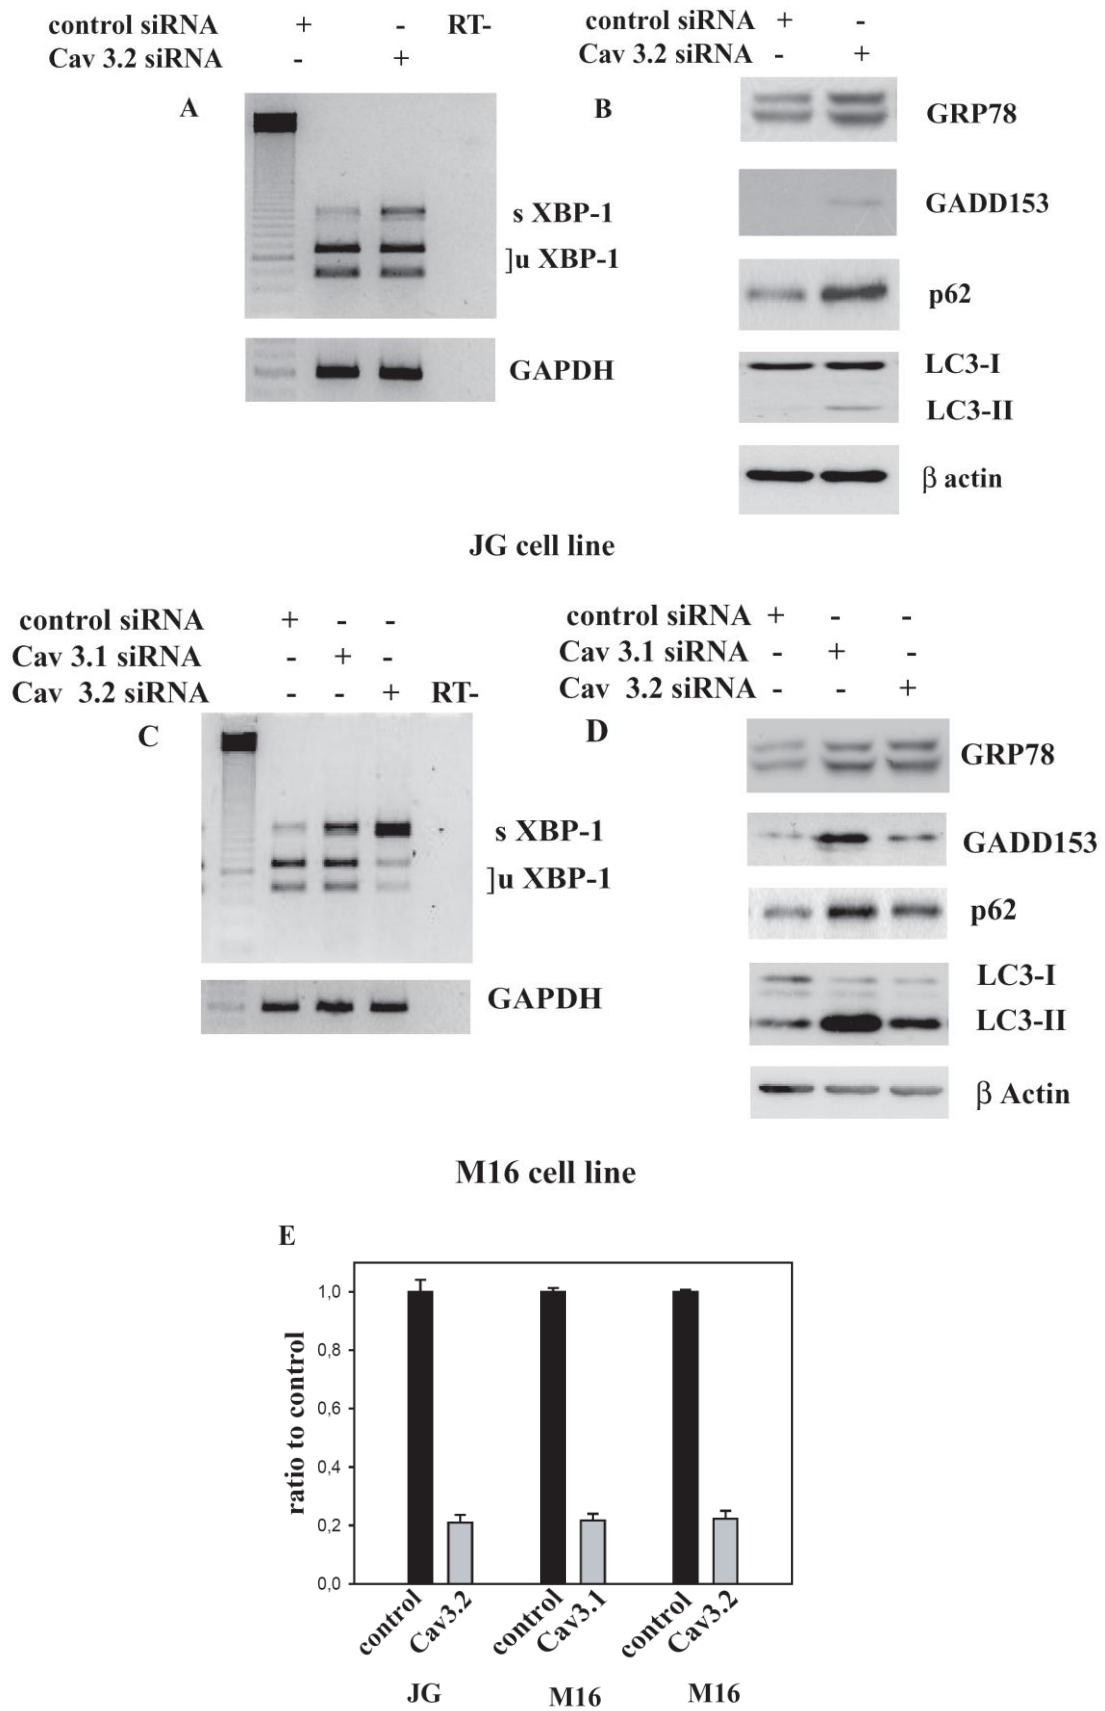 control siRNA + - RT-
Cav 3.2 siRNA - +
A
s XBP-1
]u XBP-1
GAPDH
control siRNA + -
Cav 3.2 siRNA - +
B
GRP78
GADD153
p62
LC3-I
LC3-II
β actin
JG cell line
control siRNA + - -
Cav 3.1 siRNA - + -
Cav 3.2 siRNA - - + RT-
C
s XBP-1
]u XBP-1
GAPDH
control siRNA + - -
Cav 3.1 siRNA - + -
Cav 3.2 siRNA - - +
D
GRP78
GADD153
p62
LC3-I
LC3-II
β Actin
M16 cell line
E
ratio to control
1,0
0,8
0,6
0,4
0,2
0,0
control Cav3.2 control Cav3.1 control Cav3.2
JG M16 M16